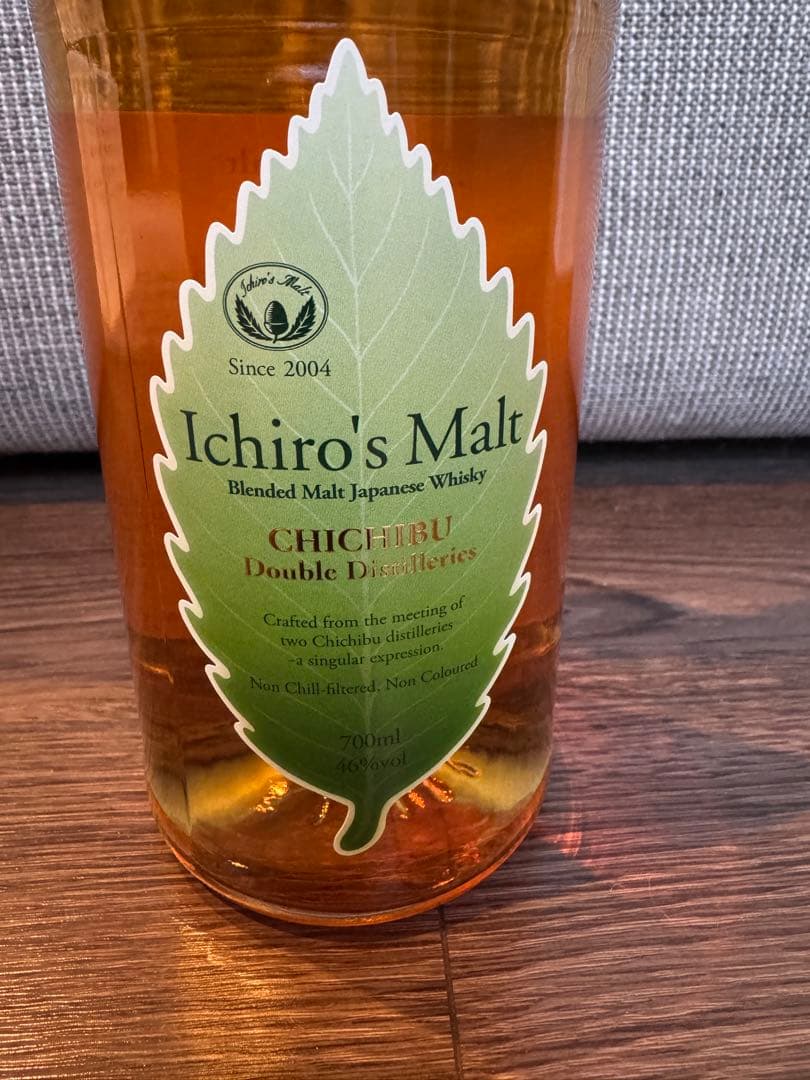 Ichiro's Malt
Since 2004
Ichiro's Malt
Blended Malt Japanese Whisky
CHICHIBU
Double Distilleries
Crafted from the meeting of
two Chichibu distilleries
-a singular expression.
Non Chill-filtered, Non Coloured
700ml
46%vol